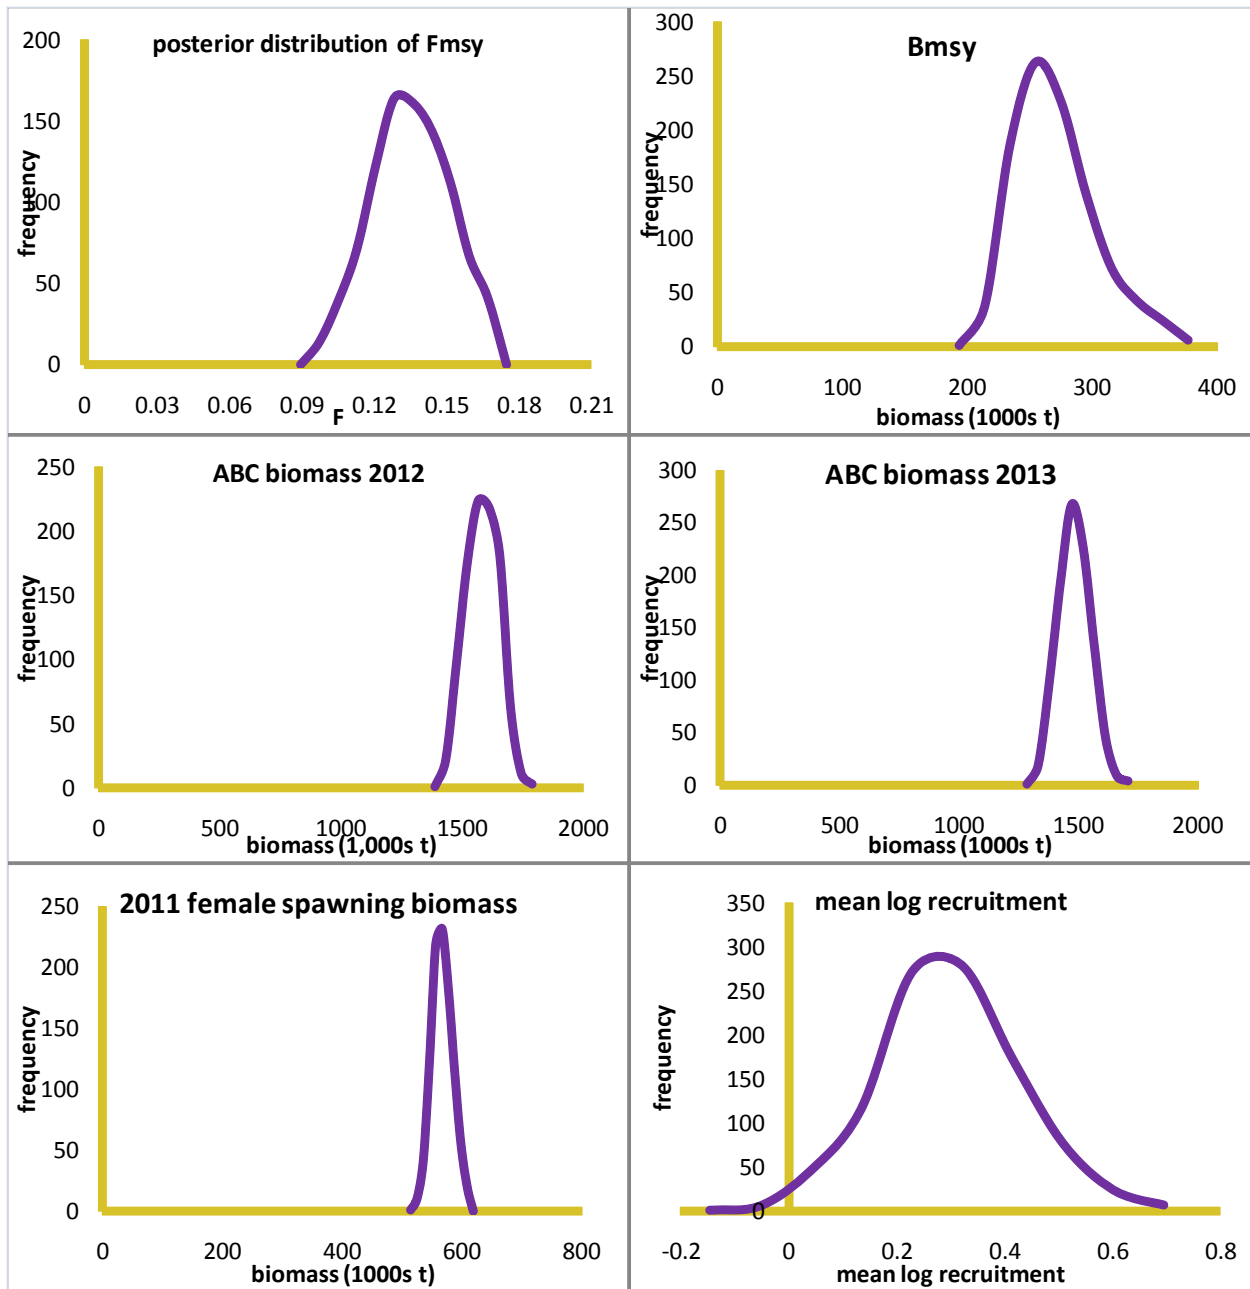 posterior distribution of Fmsy
200
150
100
50
0
frequency
0 0.03 0.06 0.09 0.12 0.15 0.18 0.21
F
Bmsy
300
250
200
150
100
50
0
frequency
0 100 200 300 400
biomass (1000s t)
ABC biomass 2012
250
200
150
100
50
0
frequency
0 500 1000 1500 2000
biomass (1,000s t)
ABC biomass 2013
300
250
200
150
100
50
0
frequency
0 500 1000 1500 2000
biomass (1000s t)
2011 female spawning biomass
250
200
150
100
50
0
frequency
0 200 400 600 800
biomass (1000s t)
mean log recruitment
350
300
250
200
150
100
50
0
frequency
-0.2 0 0.2 0.4 0.6 0.8
mean log recruitment